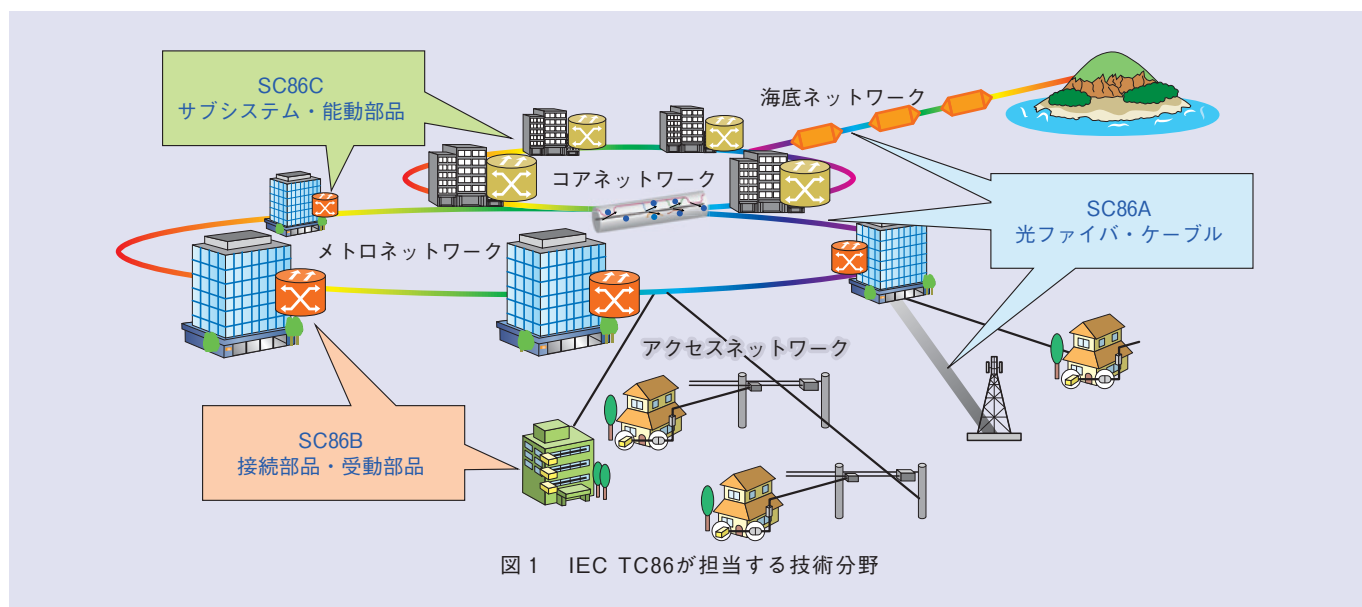 SC86C
サブシステム・能動部品
海底ネットワーク
コアネットワーク
SC86A
光ファイバ・ケーブル
メトロネットワーク
アクセスネットワーク
SC86B
接続部品・受動部品
図1 IEC TC86が担当する技術分野